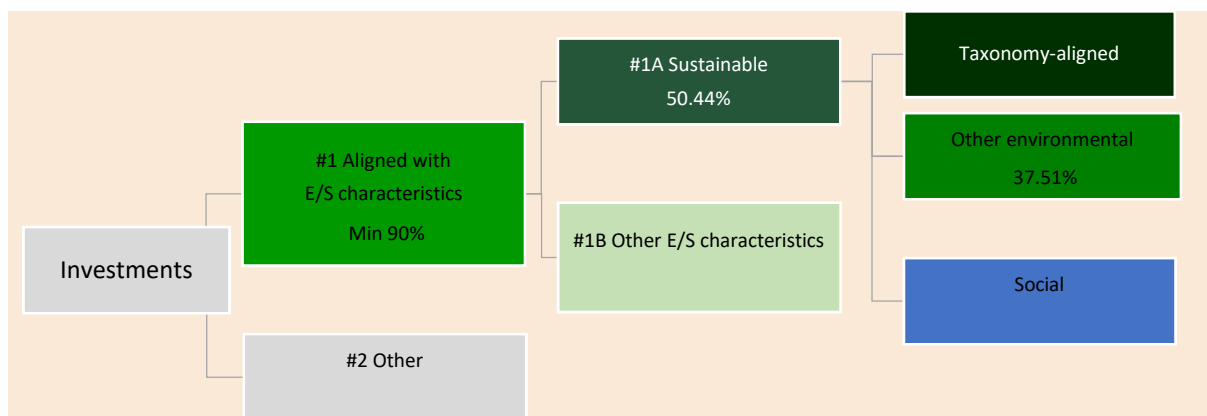 Investments
#1 Aligned with
E/S characteristics
Min 90%
#2 Other
#1A Sustainable
50.44%
#1B Other E/S characteristics
Taxonomy-aligned
Other environmental
37.51%
Social